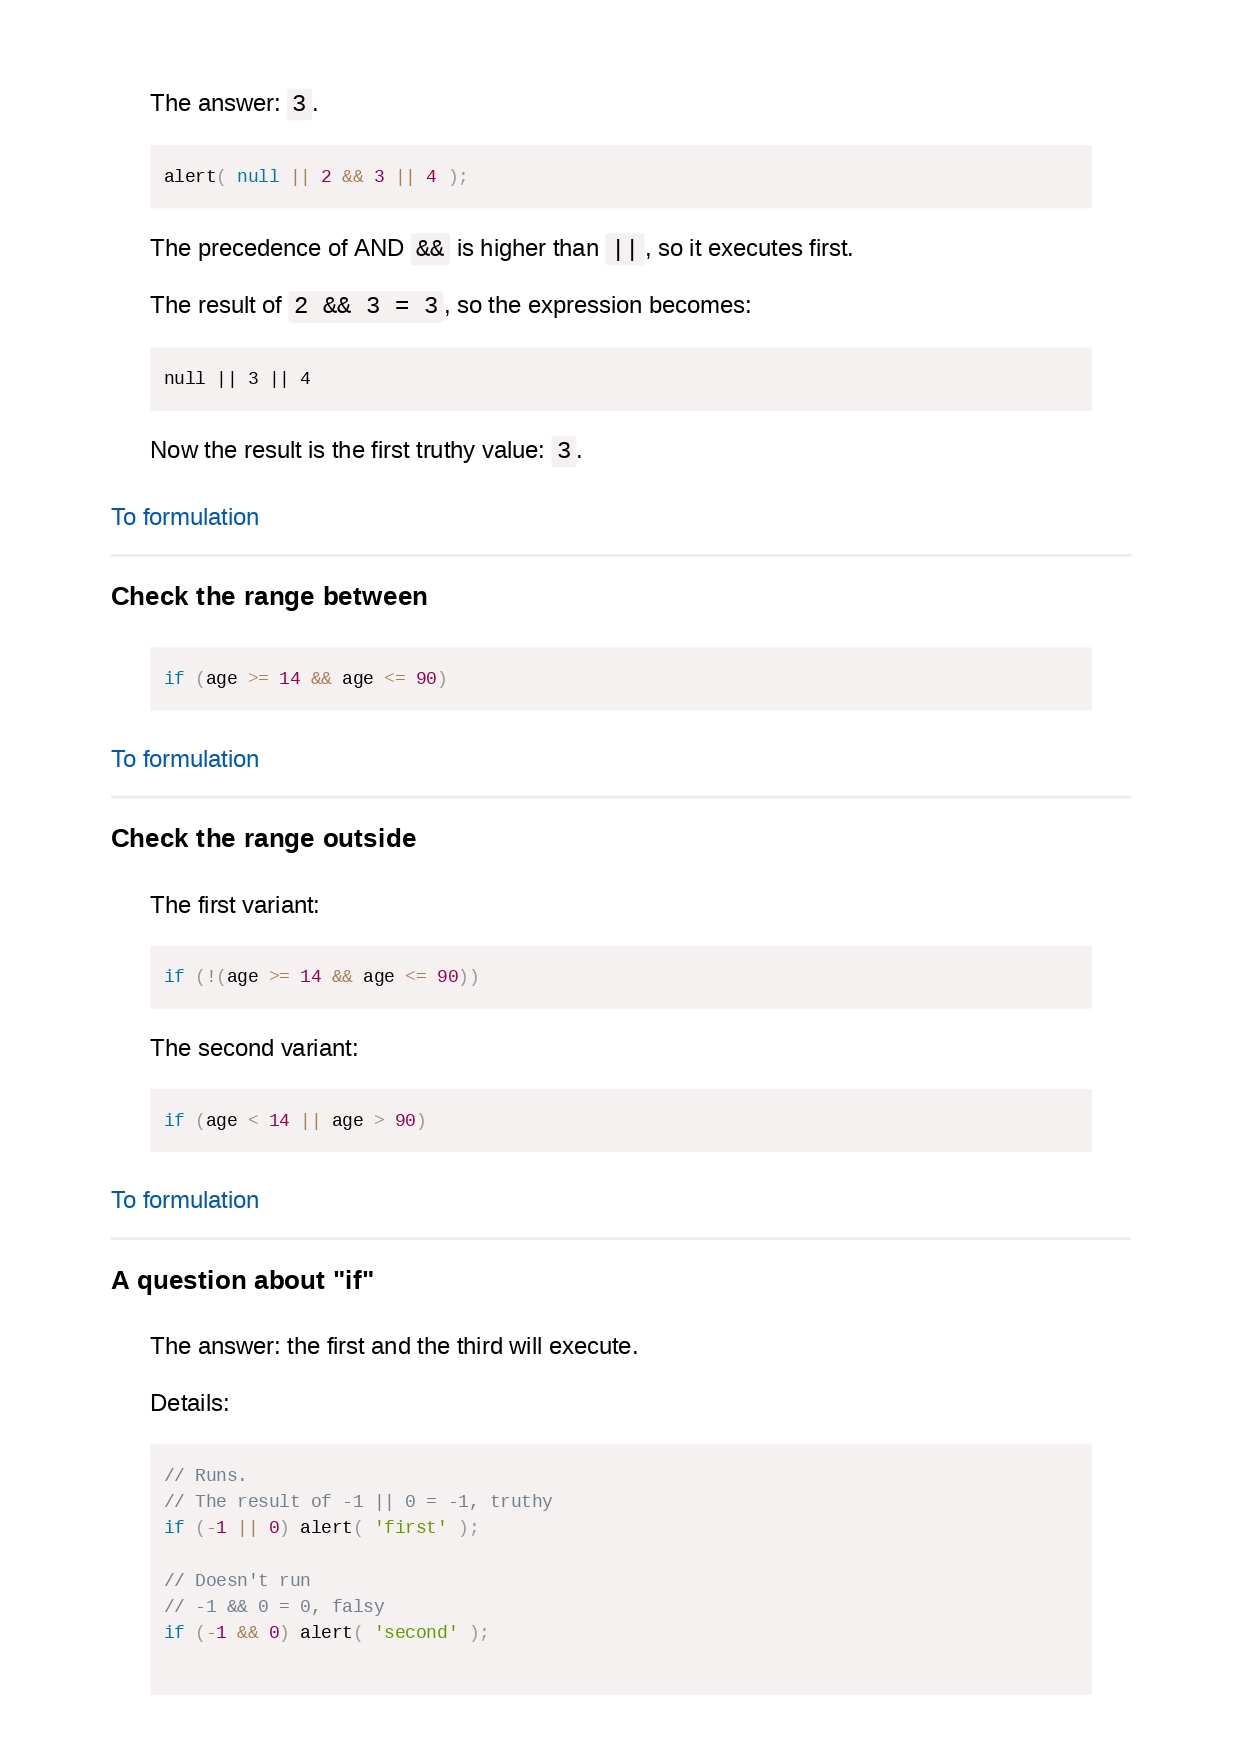 The answer: 3.
alert( null || 2 && 3 || 4 );
The precedence of AND && is higher than ||, so it executes first.
The result of 2 && 3 = 3, so the expression becomes:
null || 3 || 4
Now the result is the first truthy value: 3.
To formulation
Check the range between
if (age >= 14 && age <= 90)
To formulation
Check the range outside
The first variant:
if (!(age >= 14 && age <= 90))
The second variant:
if (age < 14 || age > 90)
To formulation
A question about "if"
The answer: the first and the third will execute.
Details:
// Runs.
// The result of -1 || 0 = -1, truthy
if (-1 || 0) alert( 'first' );
// Doesn't run
// -1 && 0 = 0, falsy
if (-1 && 0) alert( 'second' );